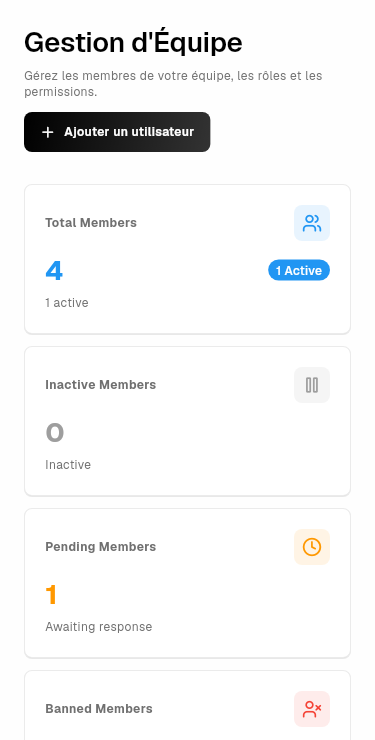 Gestion d'Équipe
Gérez les membres de votre équipe, les rôles et les
permissions.
Ajouter un utilisateur
Total Members
4
1 Active
1 active
Inactive Members
0
Inactive
Pending Members
1
Awaiting response
Banned Members